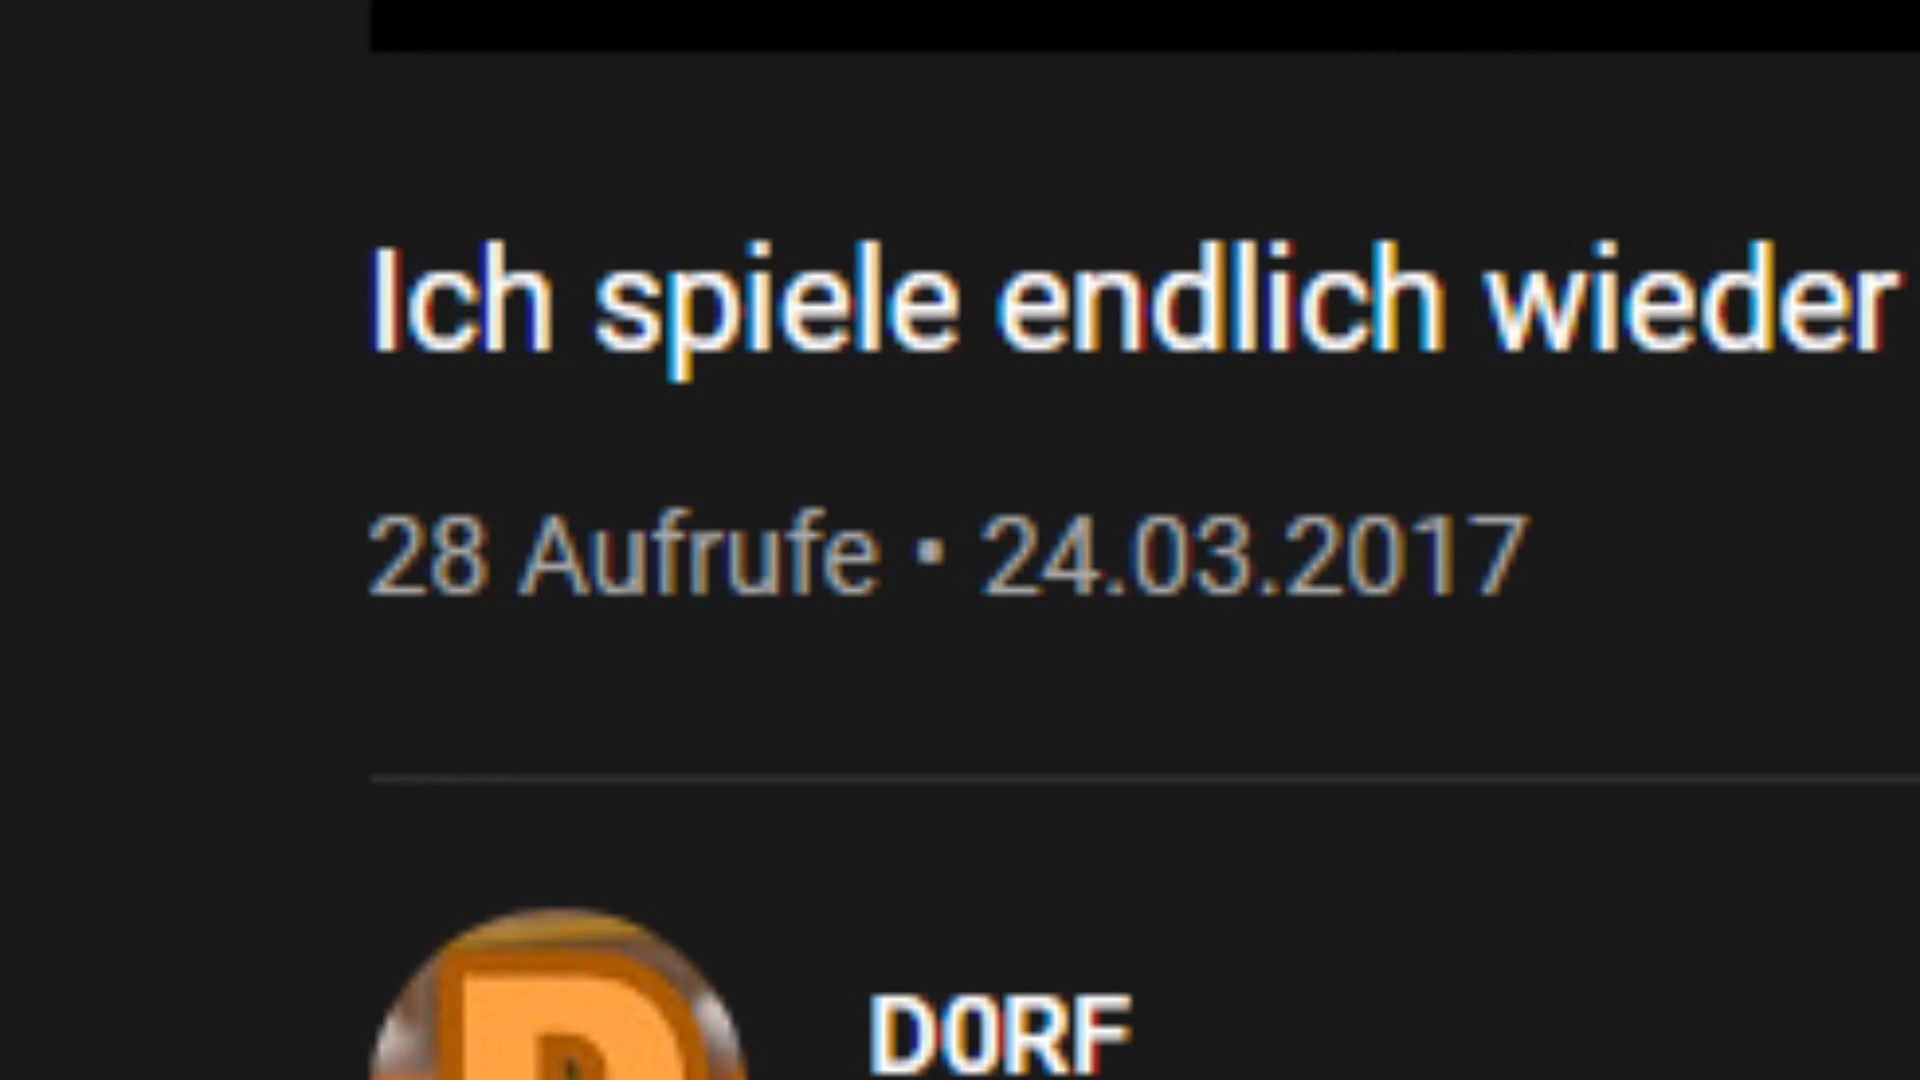 Ich spiele endlich wieder
28 Aufrufe • 24.03.2017
D
D0RF